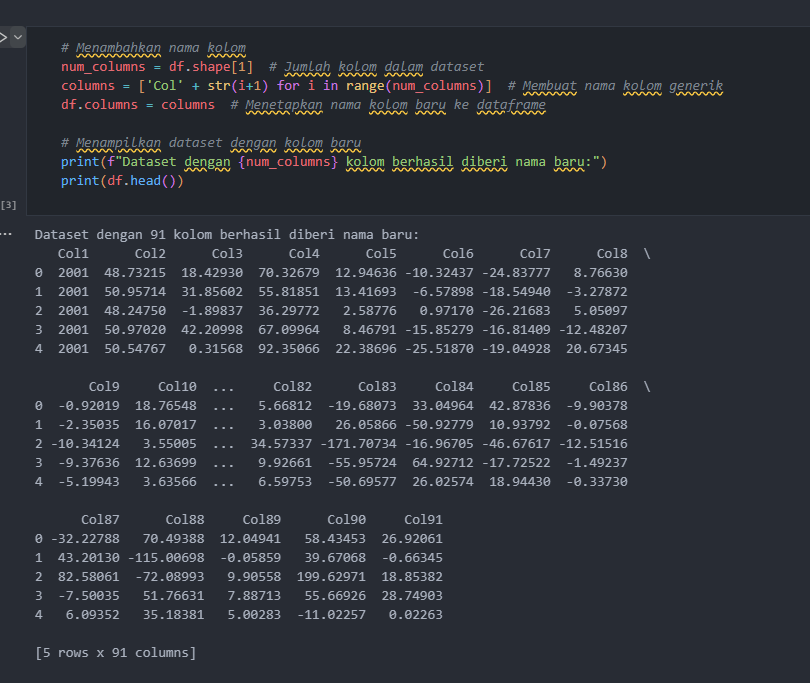 # Menambahkan nama kolom
num_columns = df.shape[1]  # Jumlah kolom dalam dataset
columns = ['Col' + str(i+1) for i in range(num_columns)]  # Membuat nama kolom generik
df.columns = columns  # Menetapkan nama kolom baru ke dataframe
# Menampilkan dataset dengan kolom baru
print(f"Dataset dengan {num_columns} kolom berhasil diberi nama baru:")
print(df.head())
[3]
...
Dataset dengan 91 kolom berhasil diberi nama baru:
   Col1      Col2      Col3      Col4      Col5      Col6      Col7      Col8  \
0  2001  48.73215  18.42930  70.32679  12.94636 -10.32437 -24.83777   8.76630
1  2001  50.95714  31.85602  55.81851  13.41693  -6.57898 -18.54940  -3.27872
2  2001  48.24750  -1.89837  36.29772   2.58776   0.97170 -26.21683   5.05097
3  2001  50.97020  42.20998  67.09964   8.46791 -15.85279 -16.81409 -12.48207
4  2001  50.54767   0.31568  92.35066  22.38696 -25.51870 -19.04928  20.67345
       Col9     Col10  ...     Col82      Col83     Col84     Col85     Col86  \
0  -0.92019  18.76548  ...   5.66812  -19.68073  33.04964  42.87836  -9.90378
1  -2.35035  16.07017  ...   3.03800   26.05866 -50.92779  10.93792  -0.07568
2 -10.34124   3.55005  ...  34.57337 -171.70734 -16.96705 -46.67617 -12.51516
3  -9.37636  12.63699  ...   9.92661  -55.95724  64.92712 -17.72522  -1.49237
4  -5.19943   3.63566  ...   6.59753  -50.69577  26.02574  18.94430  -0.33730
      Col87      Col88     Col89      Col90     Col91
0 -32.22788   70.49388  12.04941   58.43453  26.92061
1  43.20130 -115.00698  -0.05859   39.67068  -0.66345
2  82.58061  -72.08993   9.90558  199.62971  18.85382
3  -7.50035   51.76631   7.88713   55.66926  28.74903
4   6.09352   35.18381   5.00283  -11.02257   0.02263
[5 rows x 91 columns]